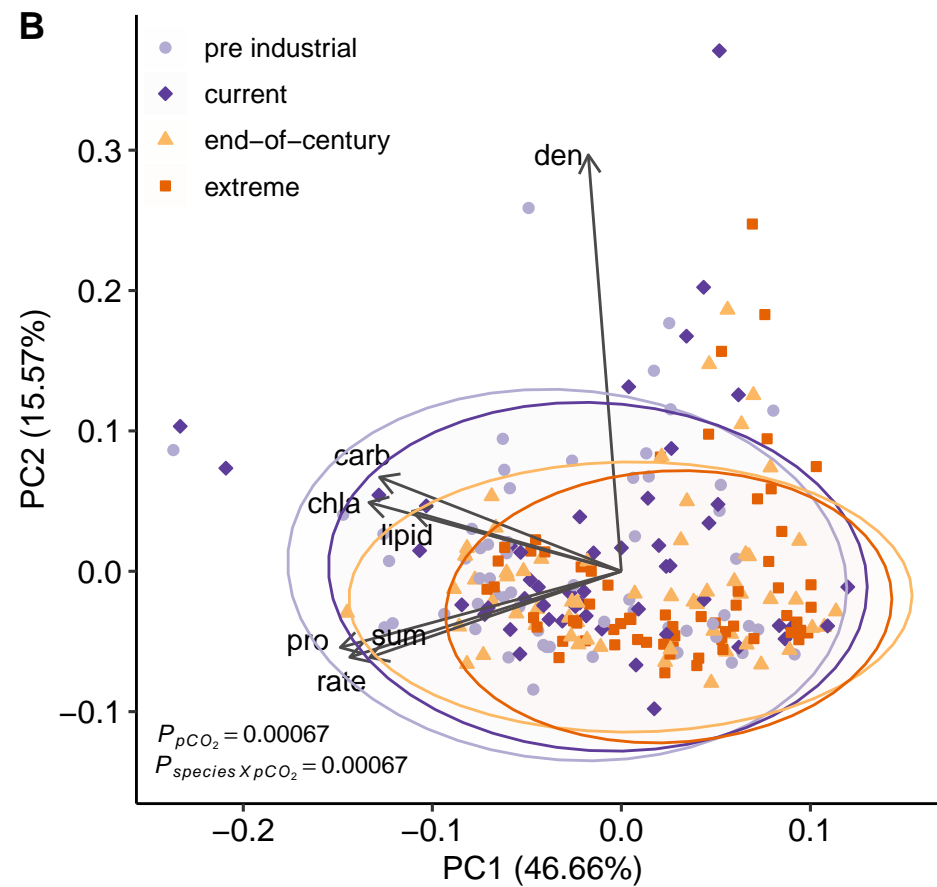 B
pre industrial
current
end−of−century
extreme
PC2 (15.57%)
0.3
0.2
0.1
0.0
−0.1
den
carb
chla
lipid
pro
sum
rate
P_pCO₂ = 0.00067
P_species X pCO₂ = 0.00067
−0.2
−0.1
0.0
0.1
PC1 (46.66%)